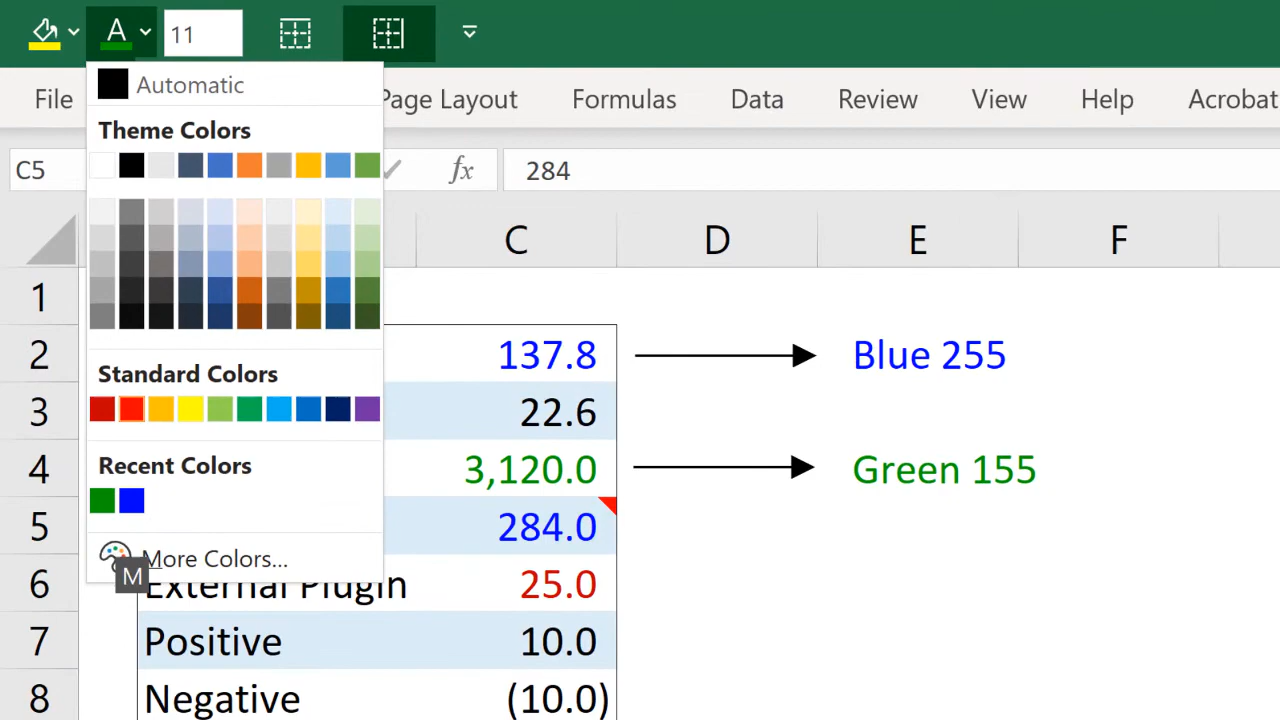 A 11
Automatic
File Page Layout Formulas Data Review View Help Acrobat
Theme Colors
C5 fx 284
C D E F
1
2 137.8 Blue 255
Standard Colors
3 22.6
4 3,120.0 Green 155
Recent Colors
5 284.0
More Colors...
M
6 External Plugin 25.0
7 Positive 10.0
8 Negative (10.0)